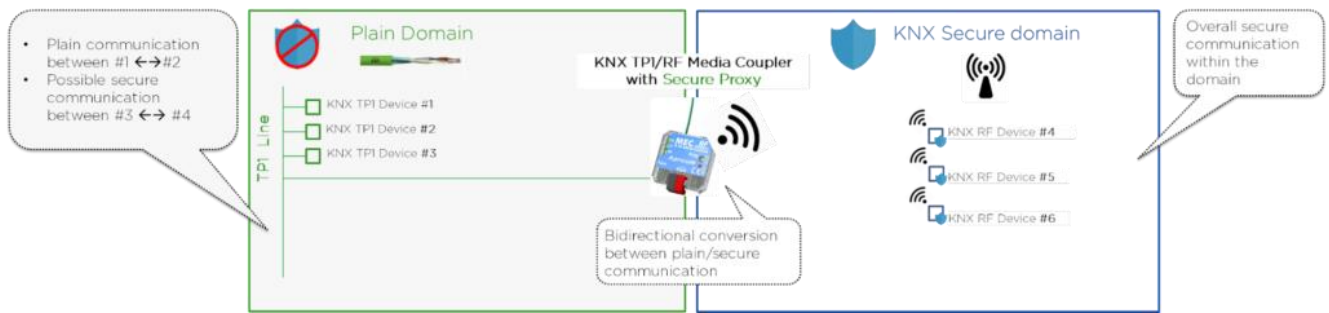 • Plain communication
between #1 ←→#2
• Possible secure
communication
between #3 ←→ #4
Plain Domain
TP1 Line
KNX TP1 Device #1
KNX TP1 Device #2
KNX TP1 Device #3
KNX TP1/RF Media Coupler
with Secure Proxy
Bidirectional conversion
between plain/secure
communication
KNX Secure domain
KNX RF Device #4
KNX RF Device #5
KNX RF Device #6
Overall secure
communication
within the
domain